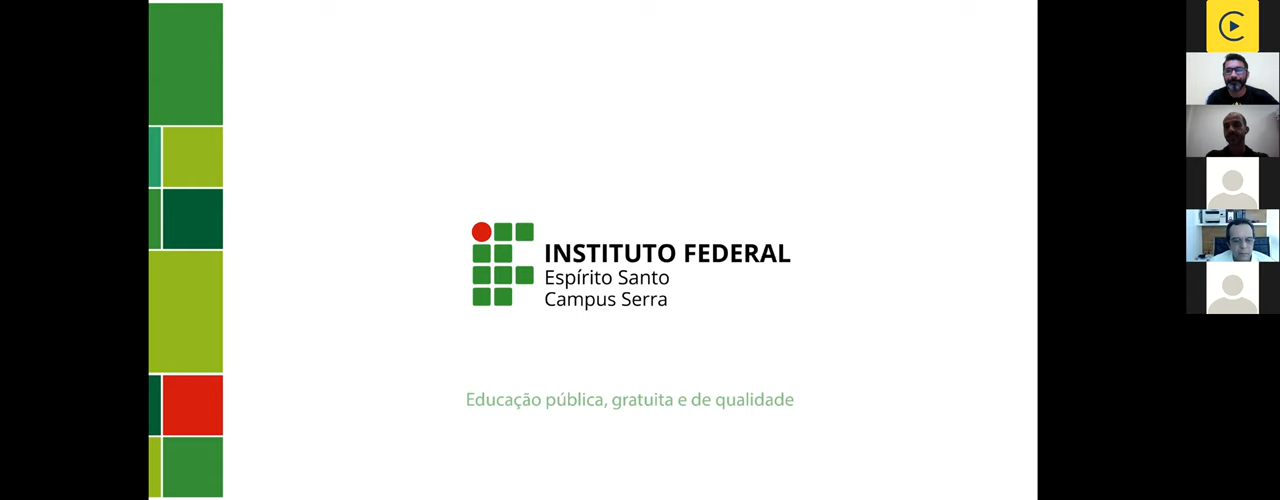 INSTITUTO FEDERAL
Espírito Santo
Campus Serra
Educação pública, gratuita e de qualidade